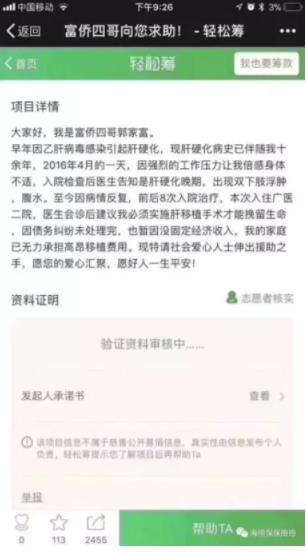 中国移动 下午9:26
返回 富侨四哥向您求助! - 轻松筹
首页 轻松筹 我也要筹款
项目详情
大家好，我是富侨四哥郭家富。
早年因乙肝病毒感染引起肝硬化，现肝硬化病史已伴随我十
余年，2016年4月的一天，因强烈的工作压力让我倍感身体
不适，入院检查后医生告知是肝硬化晚期，出现双下肢浮肿
，腹水。至今因病情反复，前后8次入院治疗，本次入住广医
二院，医生会诊后建议我必须实施肝移植手术才能挽留生命
，因债务纠纷未处理完，也暂因没固定经济收入，我的家庭
已无力承担高昂移植费用。现特请社会爱心人士伸出援助之
手，愿您的爱心汇聚，愿好人一生平安!
资料证明 志愿者核实
验证资料审核中......
发起人承诺书 查看 >
该项目信息不属于慈善公开募捐信息，真实性由信息发布个人
负责，轻松筹提示您了解项目后再帮助Ta
举报
0 113 2455 帮助TA